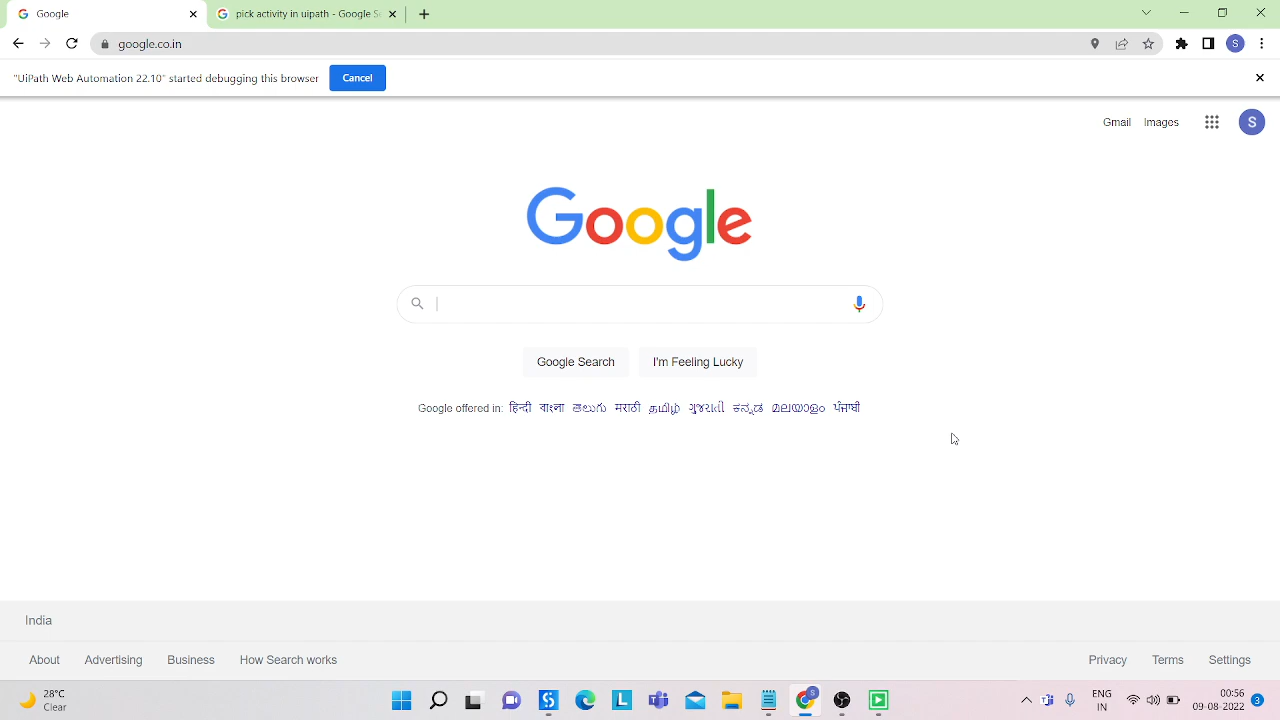 Google
pick activity in uipath - Google Se
google.co.in
S
"UiPath Web Automation 22.10" started debugging this browser
Cancel
Gmail Images
S
Google
Google Search I'm Feeling Lucky
Google offered in: हिन्दी বাংলা తెలుగు मराठी தமிழ் ગુજરાતી ಕನ್ನಡ മലയാളം ਪੰਜਾਬੀ
India
About Advertising Business How Search works Privacy Terms Settings
28°C
Clear
ENG
IN
00:56
09-08-2022
3